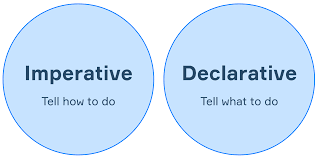 Imperative
Tell how to do
Declarative
Tell what to do